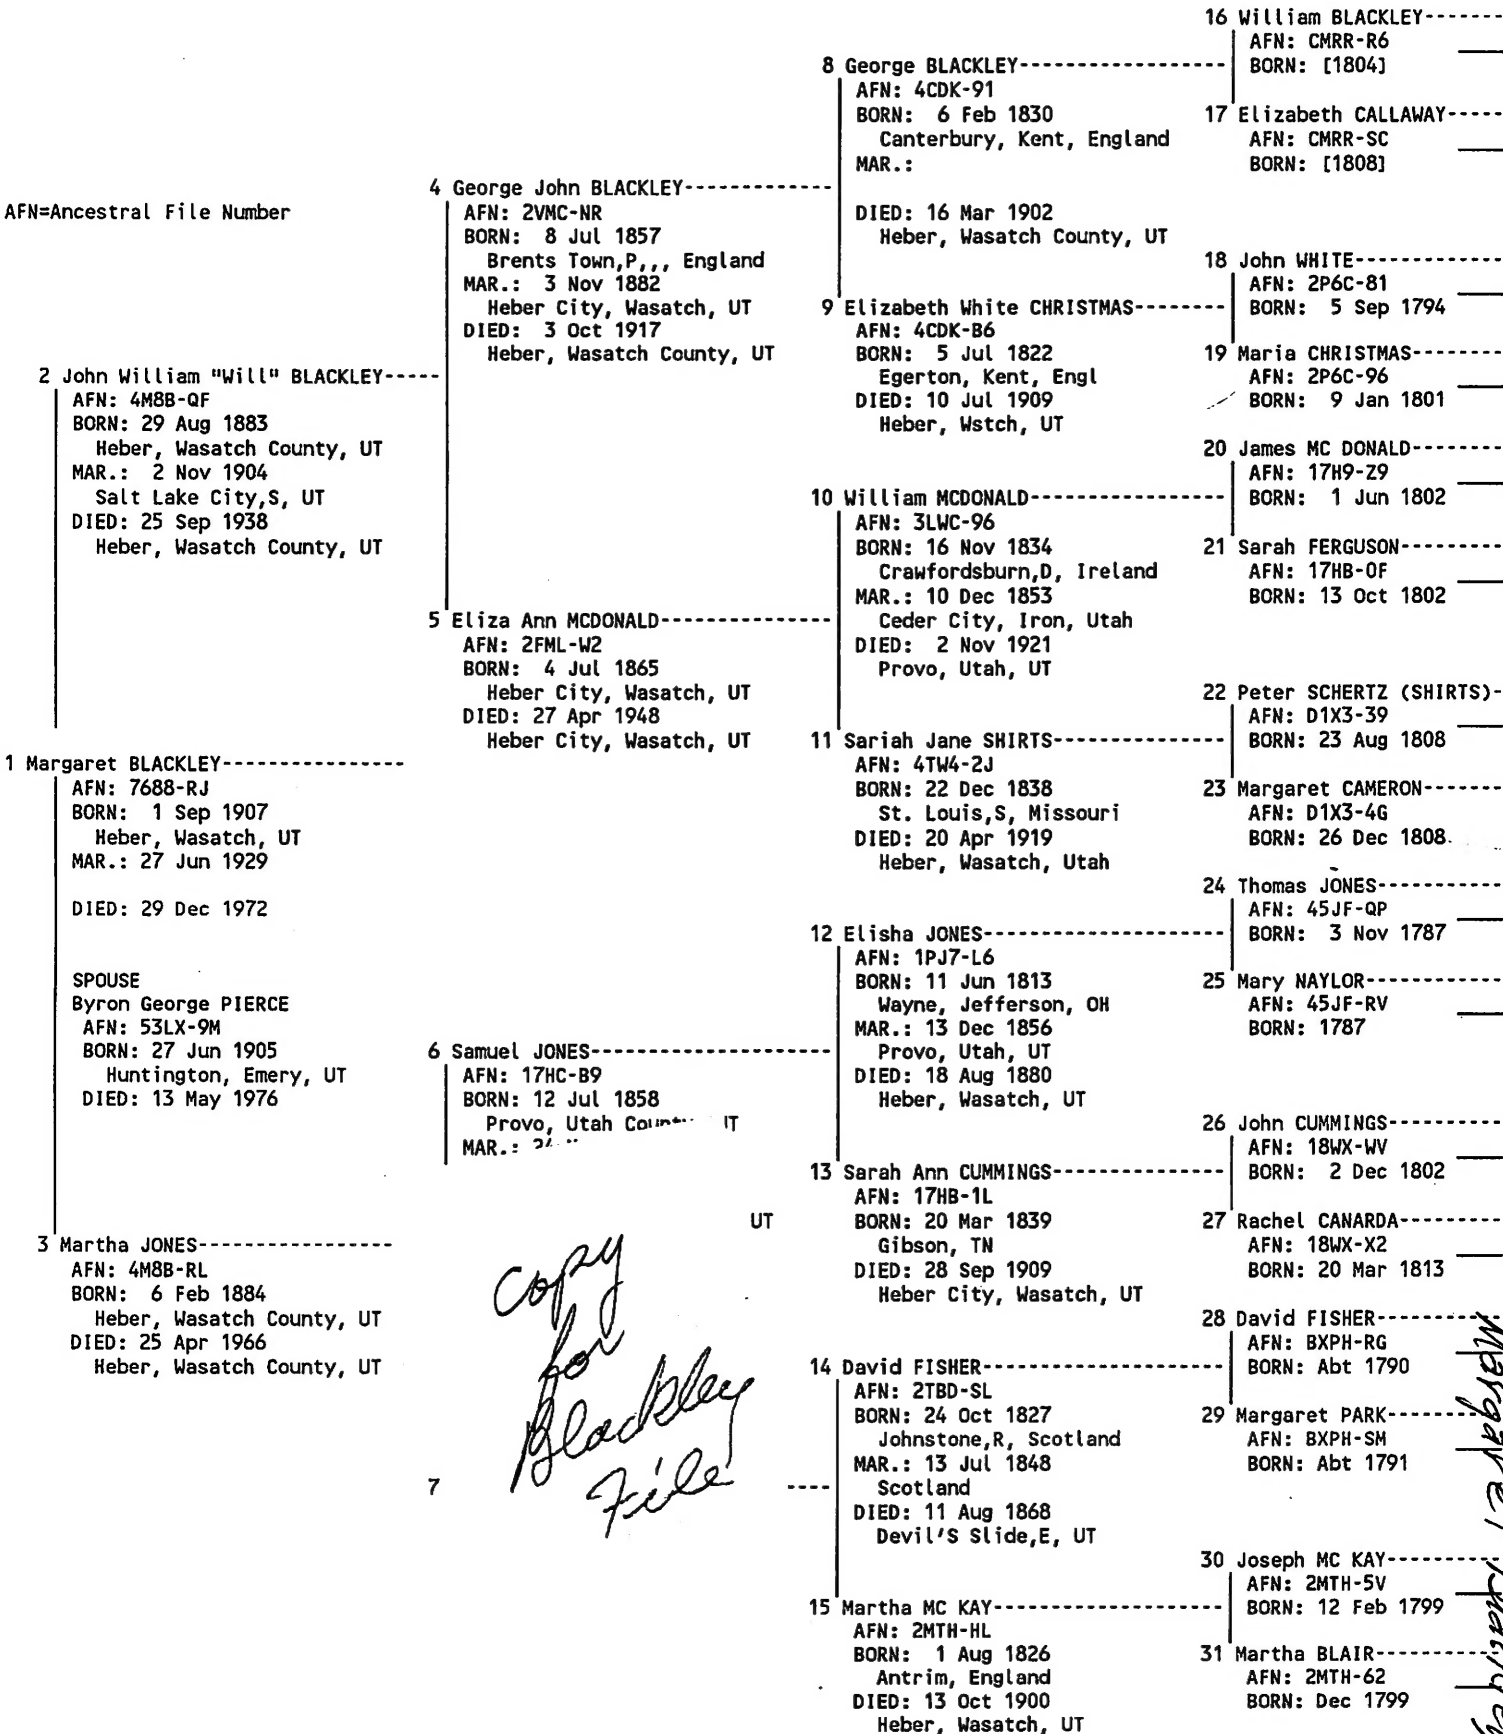 AFN=Ancestral File Number
1 Margaret BLACKLEY----------------
AFN: 7688-RJ
BORN: 1 Sep 1907
Heber, Wasatch, UT
MAR.: 27 Jun 1929
DIED: 29 Dec 1972
SPOUSE
Byron George PIERCE
AFN: 53LX-9M
BORN: 27 Jun 1905
Huntington, Emery, UT
DIED: 13 May 1976
2 John William "Will" BLACKLEY-----
AFN: 4M8B-QF
BORN: 29 Aug 1883
Heber, Wasatch County, UT
MAR.: 2 Nov 1904
Salt Lake City,S, UT
DIED: 25 Sep 1938
Heber, Wasatch County, UT
3 Martha JONES-----------------
AFN: 4M8B-RL
BORN: 6 Feb 1884
Heber, Wasatch County, UT
DIED: 25 Apr 1966
Heber, Wasatch County, UT
4 George John BLACKLEY-------------
AFN: 2VMC-NR
BORN: 8 Jul 1857
Brents Town,P,,, England
MAR.: 3 Nov 1882
Heber City, Wasatch, UT
DIED: 3 Oct 1917
Heber, Wasatch County, UT
5 Eliza Ann MCDONALD---------------
AFN: 2FML-W2
BORN: 4 Jul 1865
Heber City, Wasatch, UT
DIED: 27 Apr 1948
Heber City, Wasatch, UT
6 Samuel JONES---------------------
AFN: 17HC-B9
BORN: 12 Jul 1858
Provo, Utah
MAR.:
UT
Copy
for
Blackley
File
7 ----
8 George BLACKLEY------------------
AFN: 4CDK-91
BORN: 6 Feb 1830
Canterbury, Kent, England
MAR.:
DIED: 16 Mar 1902
Heber, Wasatch County, UT
9 Elizabeth White CHRISTMAS--------
AFN: 4CDK-B6
BORN: 5 Jul 1822
Egerton, Kent, Engl
DIED: 10 Jul 1909
Heber, Wstch, UT
10 William MCDONALD-----------------
AFN: 3LWC-96
BORN: 16 Nov 1834
Crawfordsburn,D, Ireland
MAR.: 10 Dec 1853
Ceder City, Iron, Utah
DIED: 2 Nov 1921
Provo, Utah, UT
11 Sariah Jane SHIRTS---------------
AFN: 4TW4-2J
BORN: 22 Dec 1838
St. Louis,S, Missouri
DIED: 20 Apr 1919
Heber, Wasatch, Utah
12 Elisha JONES---------------------
AFN: 1PJ7-L6
BORN: 11 Jun 1813
Wayne, Jefferson, OH
MAR.: 13 Dec 1856
Provo, Utah, UT
DIED: 18 Aug 1880
Heber, Wasatch, UT
13 Sarah Ann CUMMINGS---------------
AFN: 17HB-1L
BORN: 20 Mar 1839
Gibson, TN
DIED: 28 Sep 1909
Heber City, Wasatch, UT
14 David FISHER---------------------
AFN: 2TBD-SL
BORN: 24 Oct 1827
Johnstone,R, Scotland
MAR.: 13 Jul 1848
Scotland
DIED: 11 Aug 1868
Devil'S Slide,E, UT
15 Martha MC KAY--------------------
AFN: 2MTH-HL
BORN: 1 Aug 1826
Antrim, England
DIED: 13 Oct 1900
Heber, Wasatch, UT
16 William BLACKLEY-------
AFN: CMRR-R6
BORN: [1804]
17 Elizabeth CALLAWAY-----
AFN: CMRR-SC
BORN: [1808]
18 John WHITE-------------
AFN: 2P6C-81
BORN: 5 Sep 1794
19 Maria CHRISTMAS--------
AFN: 2P6C-96
BORN: 9 Jan 1801
20 James MC DONALD--------
AFN: 17H9-Z9
BORN: 1 Jun 1802
21 Sarah FERGUSON---------
AFN: 17HB-0F
BORN: 13 Oct 1802
22 Peter SCHERTZ (SHIRTS)-
AFN: D1X3-39
BORN: 23 Aug 1808
23 Margaret CAMERON-------
AFN: D1X3-4G
BORN: 26 Dec 1808
24 Thomas JONES-----------
AFN: 45JF-QP
BORN: 3 Nov 1787
25 Mary NAYLOR------------
AFN: 45JF-RV
BORN: 1787
26 John CUMMINGS----------
AFN: 18WX-WV
BORN: 2 Dec 1802
27 Rachel CANARDA---------
AFN: 18WX-X2
BORN: 20 Mar 1813
28 David FISHER-----------
AFN: BXPH-RG
BORN: Abt 1790
29 Margaret PARK----------
AFN: BXPH-SM
BORN: Abt 1791
30 Joseph MC KAY----------
AFN: 2MTH-5V
BORN: 12 Feb 1799
31 Martha BLAIR-----------
AFN: 2MTH-62
BORN: Dec 1799
Margaret